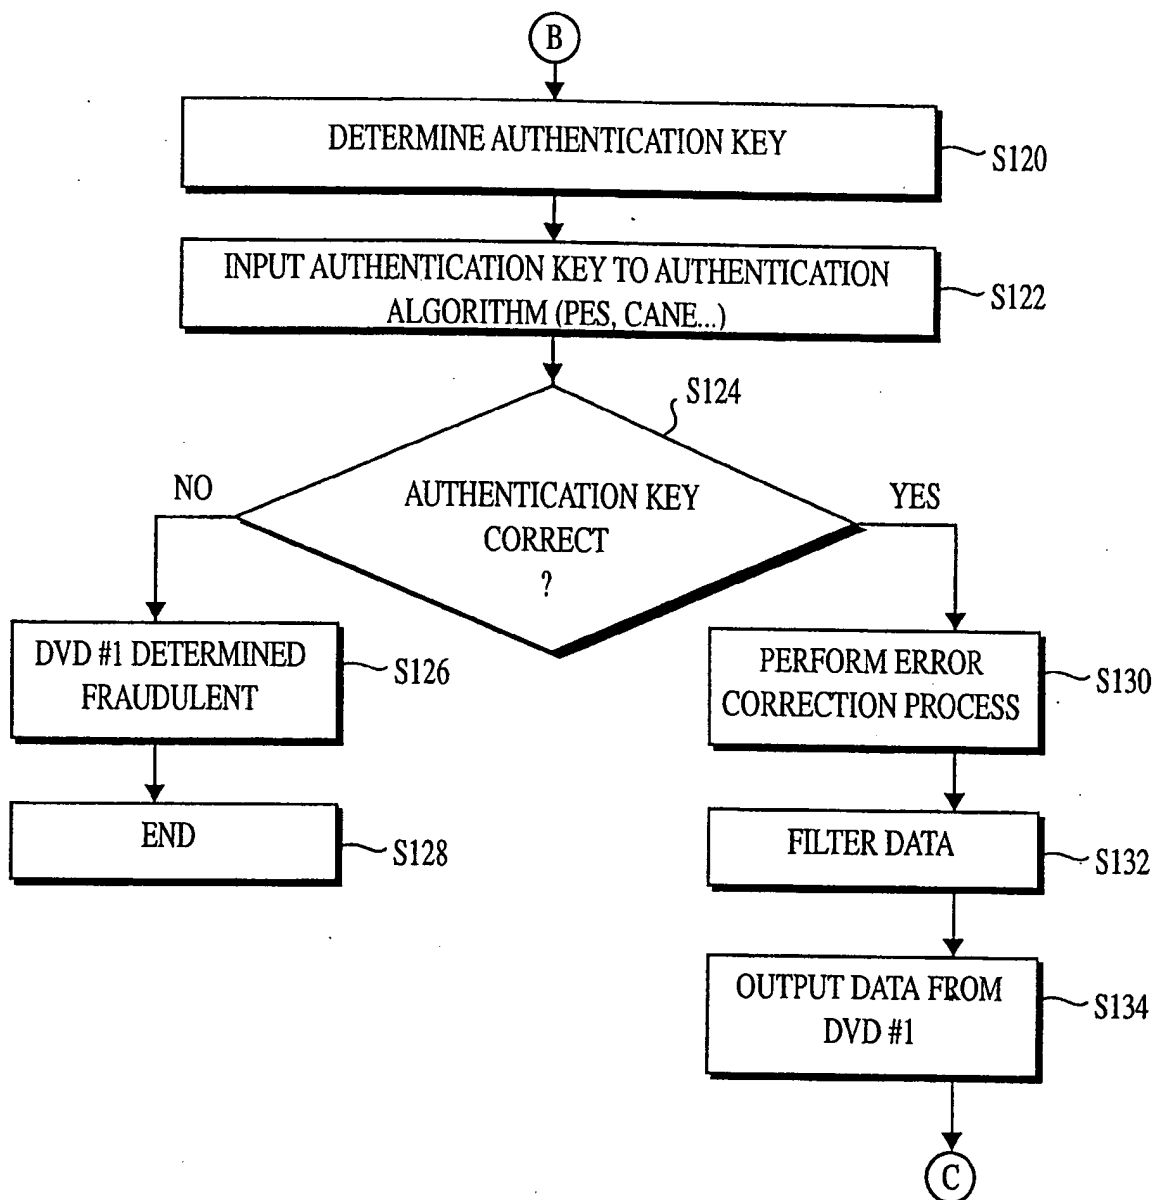 B
DETERMINE AUTHENTICATION KEY
S120
INPUT AUTHENTICATION KEY TO AUTHENTICATION
ALGORITHM (PES, CANE...)
S122
S124
AUTHENTICATION KEY
CORRECT
?
NO
YES
DVD #1 DETERMINED
FRAUDULENT
S126
END
S128
PERFORM ERROR
CORRECTION PROCESS
S130
FILTER DATA
S132
OUTPUT DATA FROM
DVD #1
S134
C